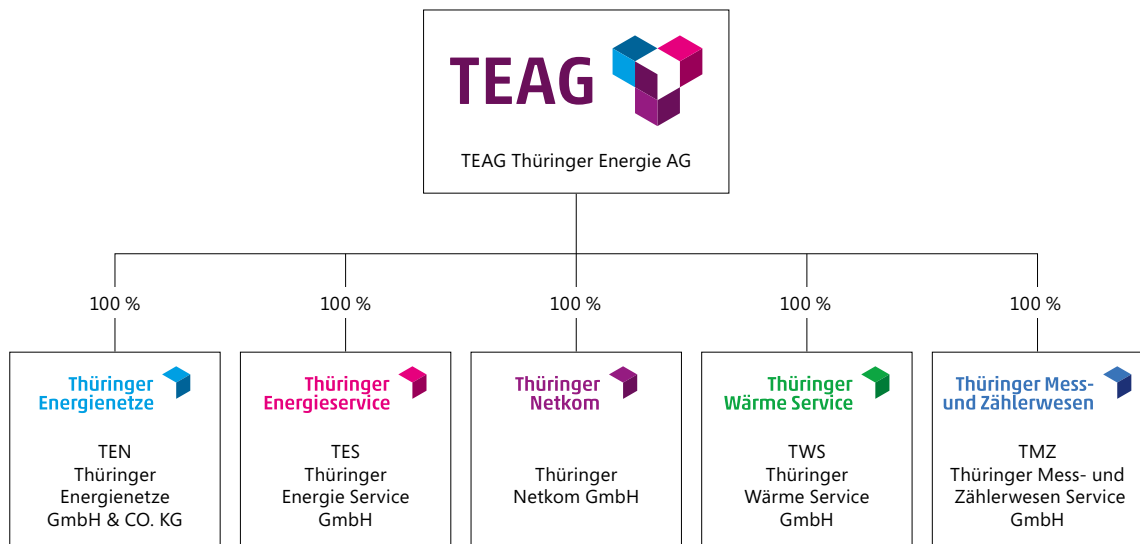 TEAG
TEAG Thüringer Energie AG
100 %
100 %
100 %
100 %
100 %
Thüringer
Energienetze
TEN
Thüringer
Energienetze
GmbH & CO. KG
Thüringer
Energieservice
TES
Thüringer
Energie Service
GmbH
Thüringer
Netkom
Thüringer
Netkom GmbH
Thüringer
Wärme Service
TWS
Thüringer
Wärme Service
GmbH
Thüringer Mess-
und Zählerwesen
TMZ
Thüringer Mess- und
Zählerwesen Service
GmbH